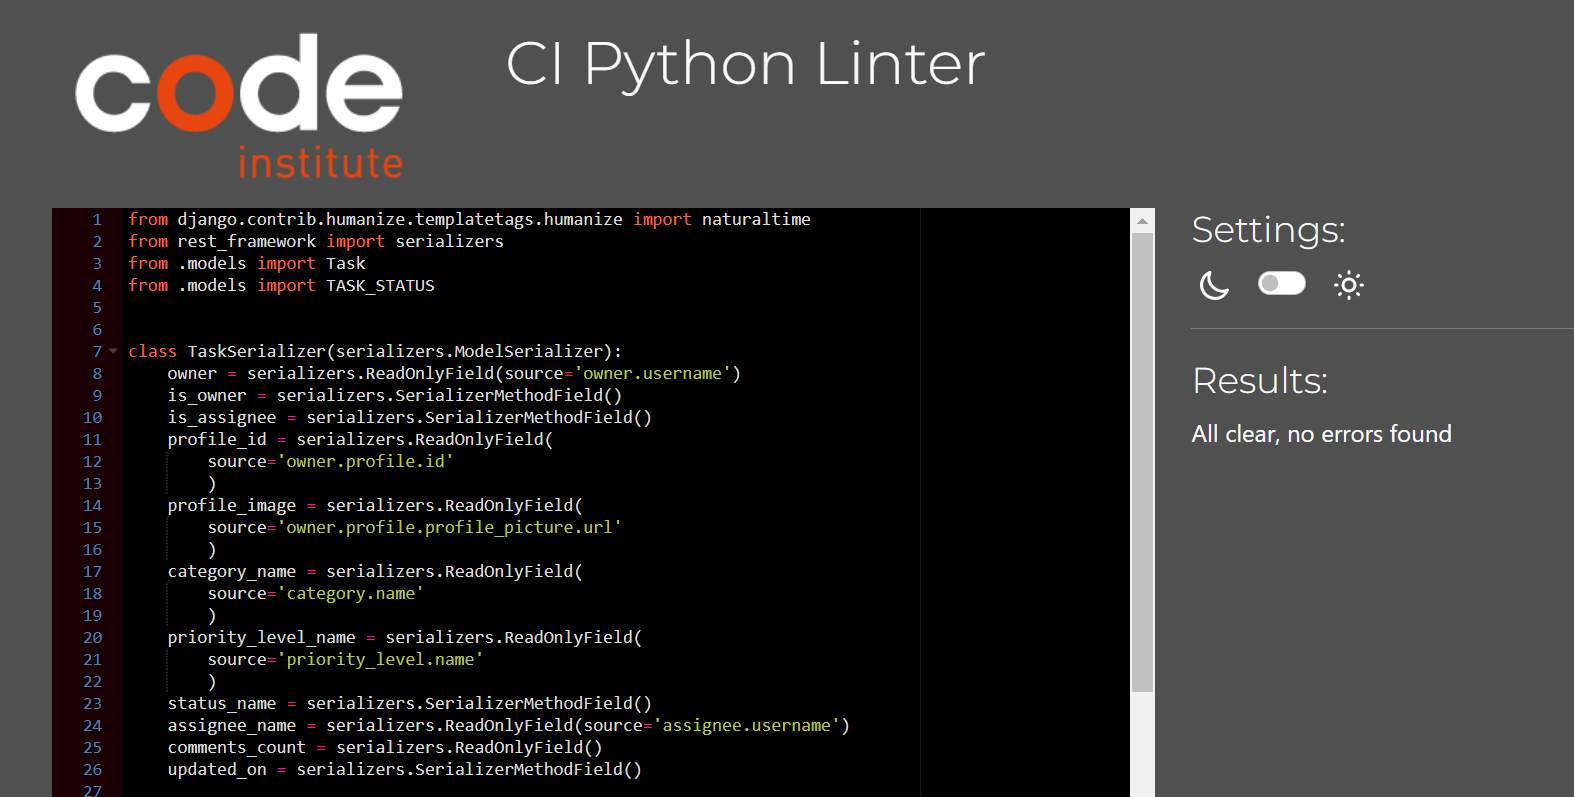 code
institute
CI Python Linter
1 from django.contrib.humanize.templatetags.humanize import naturaltime
2 from rest_framework import serializers
3 from .models import Task
4 from .models import TASK_STATUS
5
6
7 class TaskSerializer(serializers.ModelSerializer):
8     owner = serializers.ReadOnlyField(source='owner.username')
9     is_owner = serializers.SerializerMethodField()
10     is_assignee = serializers.SerializerMethodField()
11     profile_id = serializers.ReadOnlyField(
12         source='owner.profile.id'
13         )
14     profile_image = serializers.ReadOnlyField(
15         source='owner.profile.profile_picture.url'
16         )
17     category_name = serializers.ReadOnlyField(
18         source='category.name'
19         )
20     priority_level_name = serializers.ReadOnlyField(
21         source='priority_level.name'
22         )
23     status_name = serializers.SerializerMethodField()
24     assignee_name = serializers.ReadOnlyField(source='assignee.username')
25     comments_count = serializers.ReadOnlyField()
26     updated_on = serializers.SerializerMethodField()
27
Settings:
Results:
All clear, no errors found